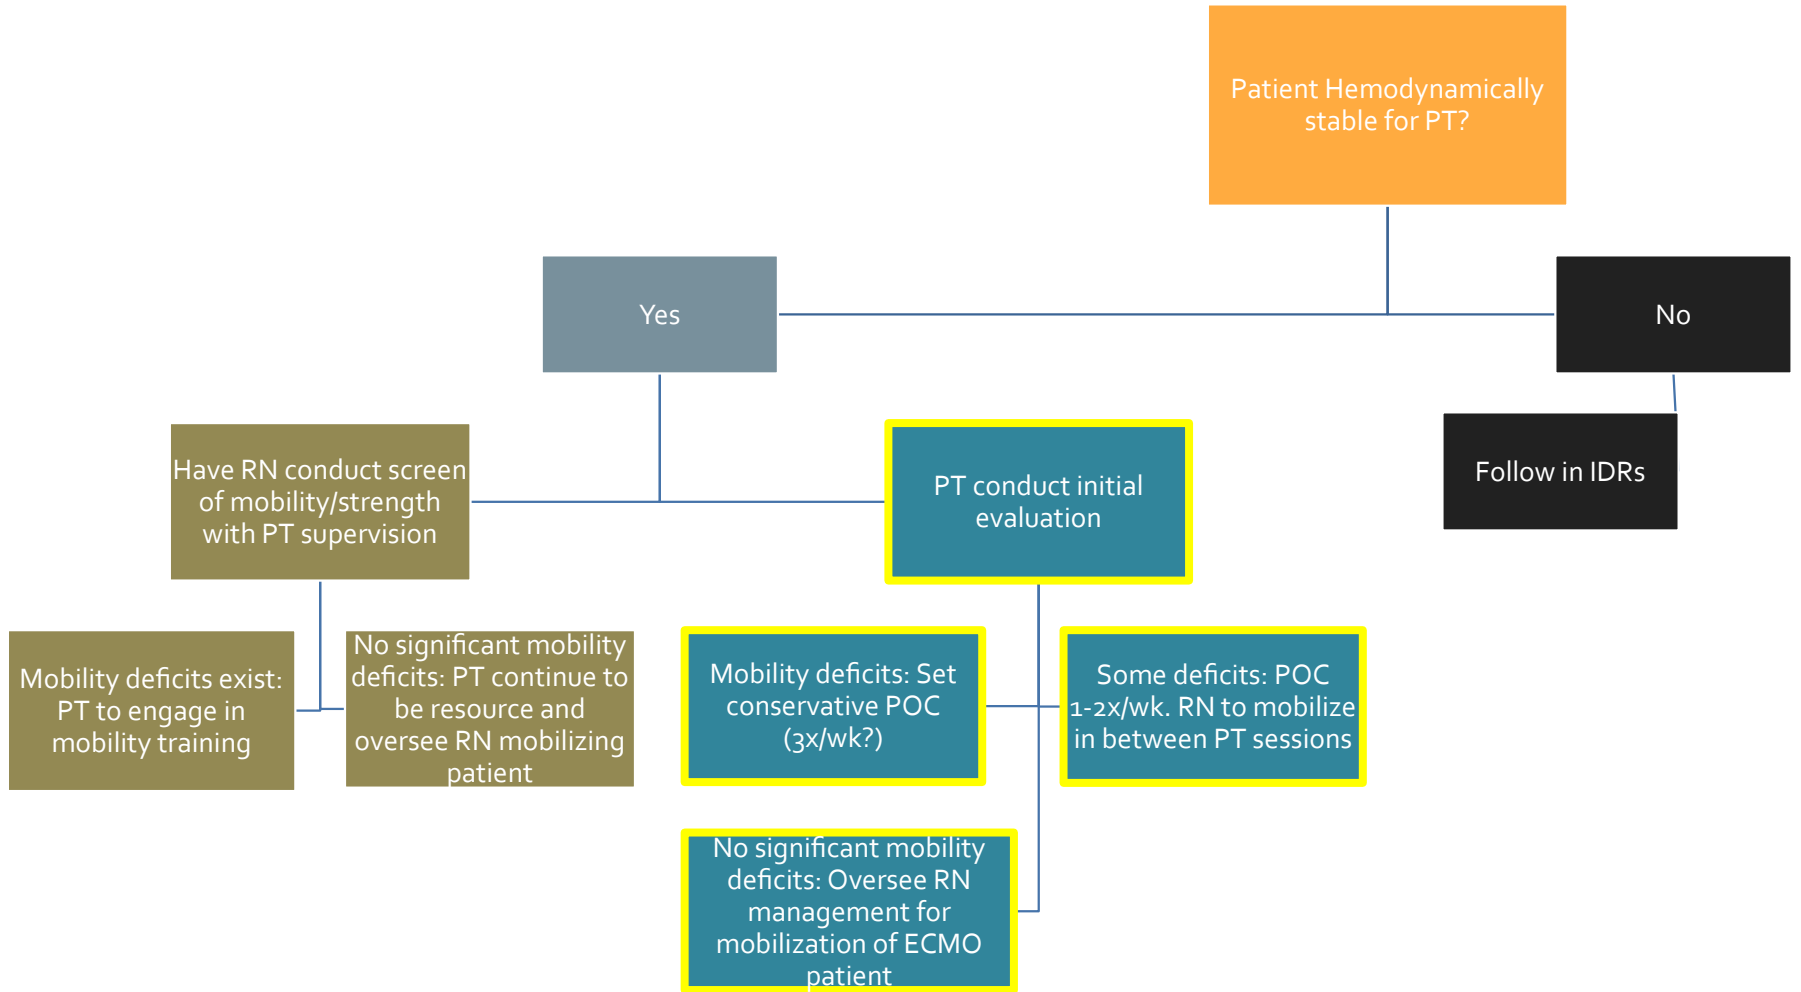 Patient Hemodynamically
stable for PT?
Yes
No
Have RN conduct screen
of mobility/strength
with PT supervision
PT conduct initial
evaluation
Follow in IDRs
Mobility deficits exist:
PT to engage in
mobility training
No significant mobility
deficits: PT continue to
be resource and
oversee RN mobilizing
patient
Mobility deficits: Set
conservative POC
(3x/wk?)
Some deficits: POC
1-2x/wk. RN to mobilize
in between PT sessions
No significant mobility
deficits: Oversee RN
management for
mobilization of ECMO
patient